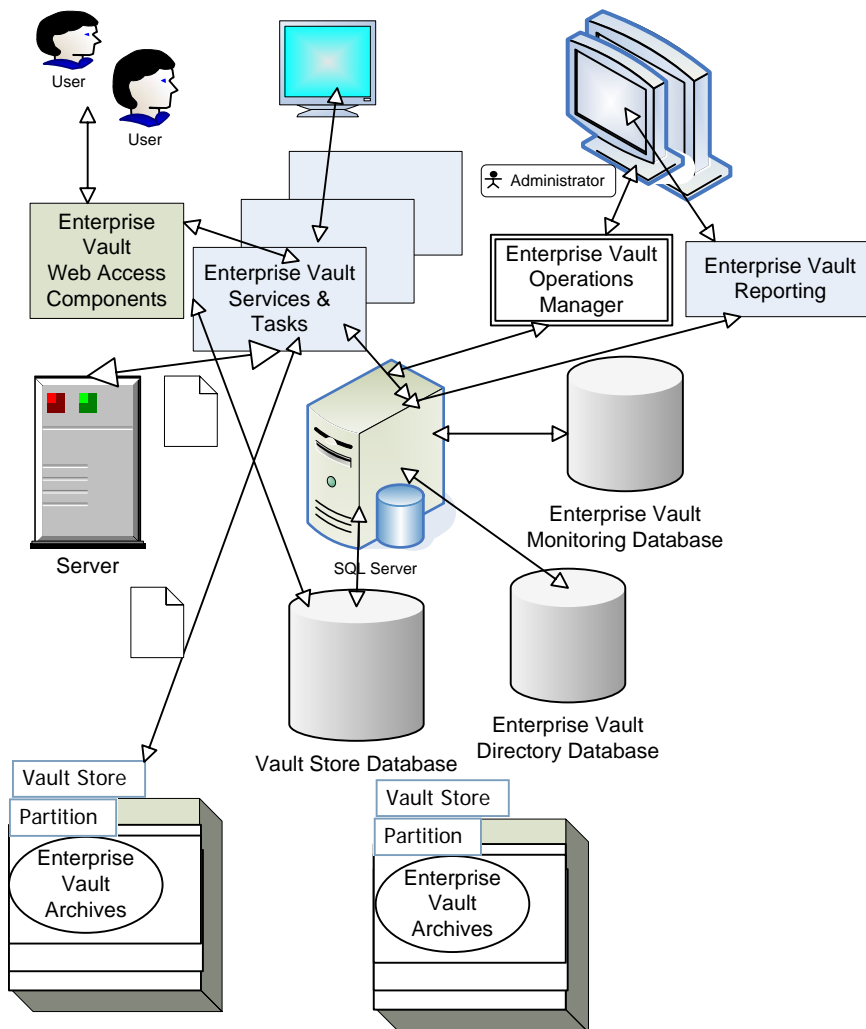 User
User
Administrator
Enterprise
Vault
Web Access
Components
Enterprise Vault
Services &
Tasks
Enterprise Vault
Operations
Manager
Enterprise Vault
Reporting
Server
SQL Server
Enterprise Vault
Monitoring Database
Vault Store Database
Enterprise Vault
Directory Database
Vault Store
Partition
Enterprise
Vault
Archives
Vault Store
Partition
Enterprise
Vault
Archives